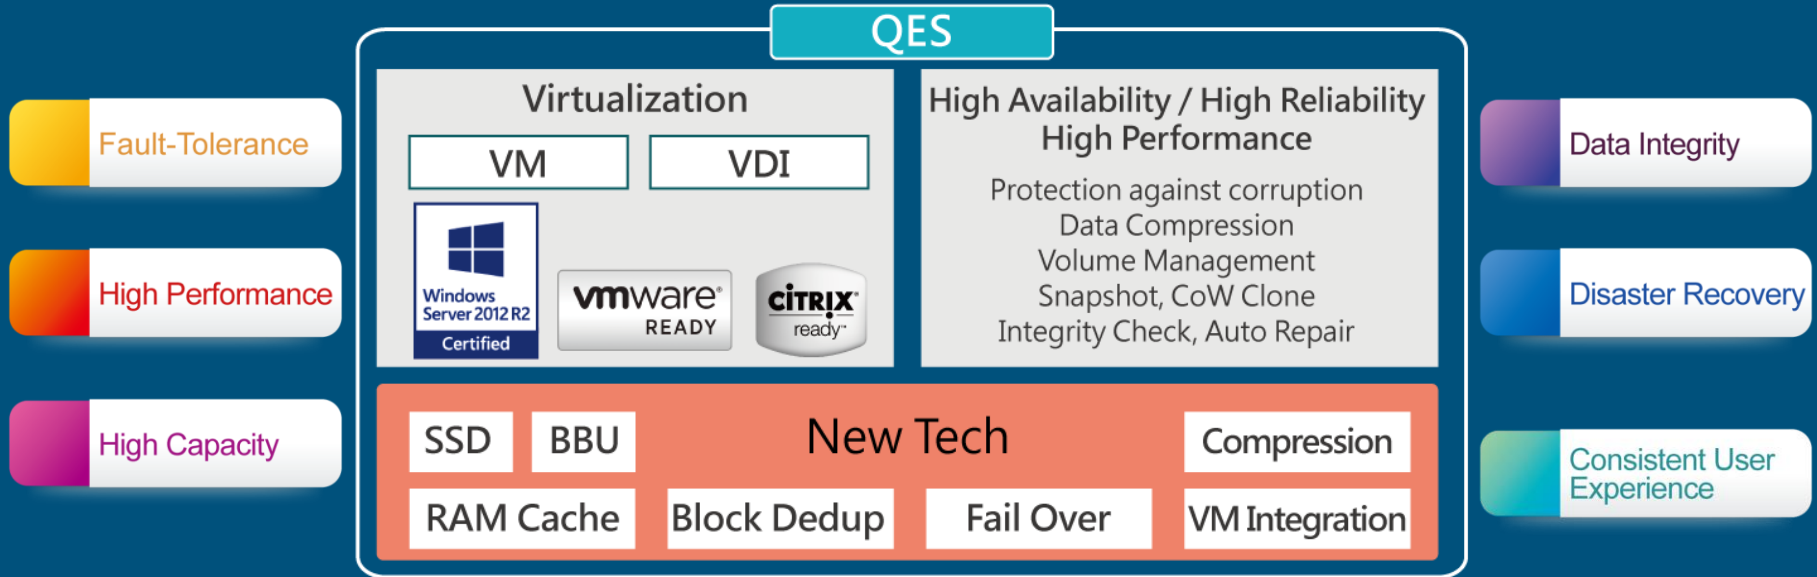 QES
Fault-Tolerance
High Performance
High Capacity
Virtualization
VM
VDI
Windows
Server 2012 R2
Certified
vmware®
READY
CiTRIX®
ready™
High Availability / High Reliability
High Performance
Protection against corruption
Data Compression
Volume Management
Snapshot, CoW Clone
Integrity Check, Auto Repair
New Tech
SSD
BBU
Compression
RAM Cache
Block Dedup
Fail Over
VM Integration
Data Integrity
Disaster Recovery
Consistent User
Experience